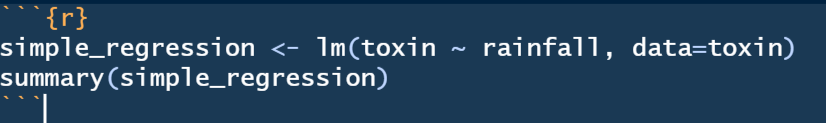 ```{r}
simple_regression <- lm(toxin ~ rainfall, data=toxin)
summary(simple_regression)
```